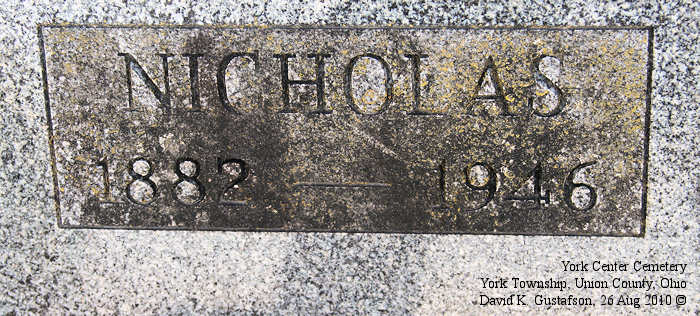 NICHOLAS
1882 — 1946
York Center Cemetery
York Township, Union County, Ohio
David K. Gustafson, 26 Aug 2010 ©